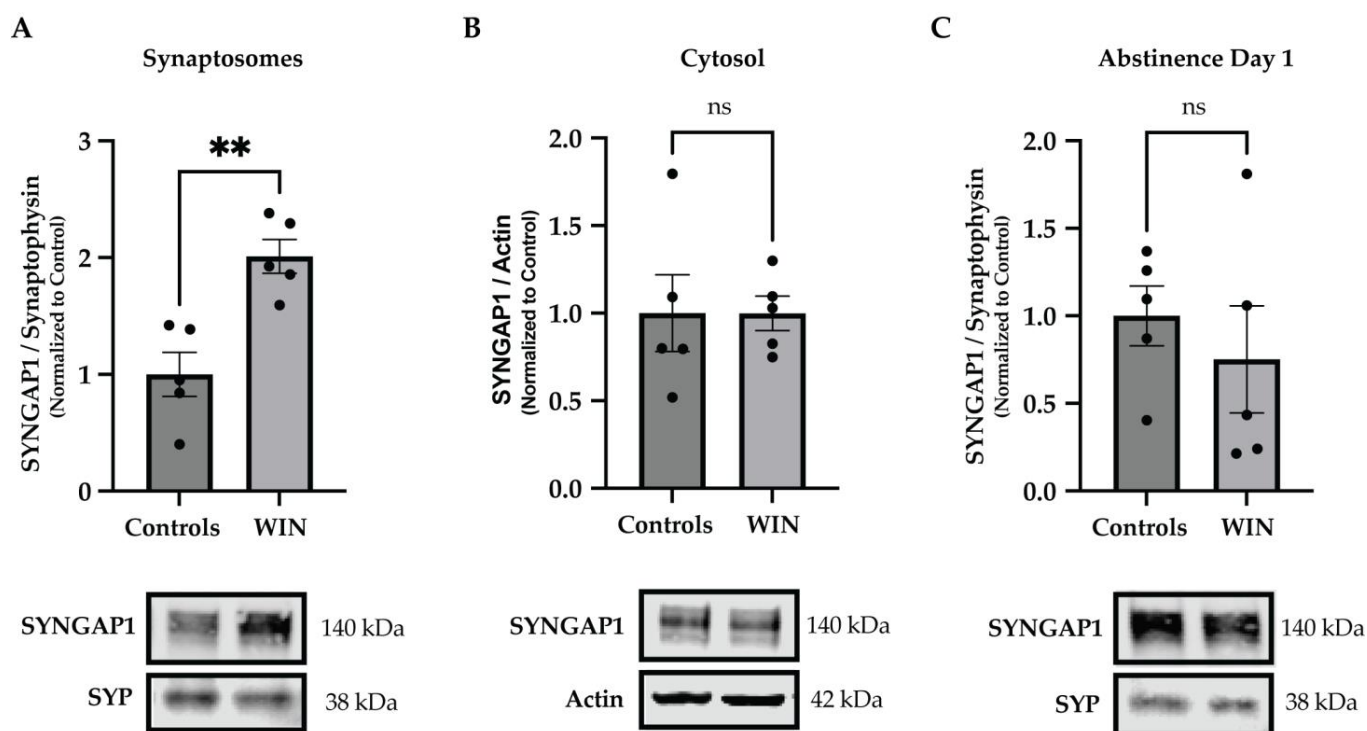 A
Synaptosomes
SYNGAP1 / Synaptophysin
(Normalized to Control)
**
3
2
1
0
Controls WIN
SYNGAP1 140 kDa
SYP 38 kDa
B
Cytosol
SYNGAP1 / Actin
(Normalized to Control)
ns
2.0
1.5
1.0
0.5
0.0
Controls WIN
SYNGAP1 140 kDa
Actin 42 kDa
C
Abstinence Day 1
SYNGAP1 / Synaptophysin
(Normalized to Control)
ns
2.0
1.5
1.0
0.5
0.0
Controls WIN
SYNGAP1 140 kDa
SYP 38 kDa